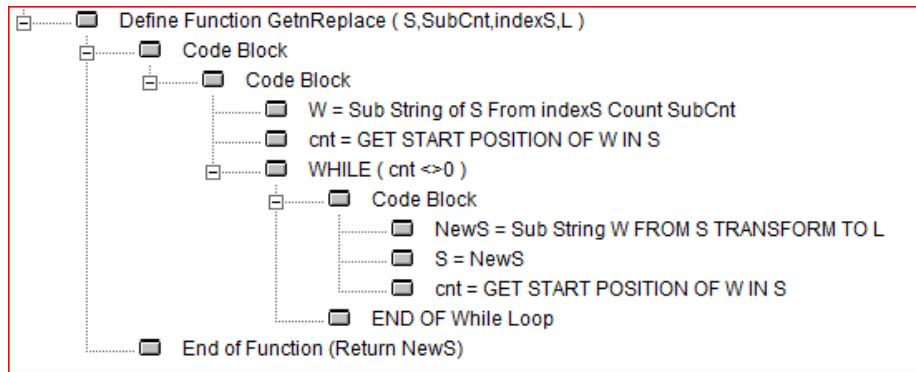 Define Function GetnReplace ( S,SubCnt,indexS,L )
Code Block
Code Block
W = Sub String of S From indexS Count SubCnt
cnt = GET START POSITION OF W IN S
WHILE ( cnt <>0 )
Code Block
NewS = Sub String W FROM S TRANSFORM TO L
S = NewS
cnt = GET START POSITION OF W IN S
END OF While Loop
End of Function (Return NewS)